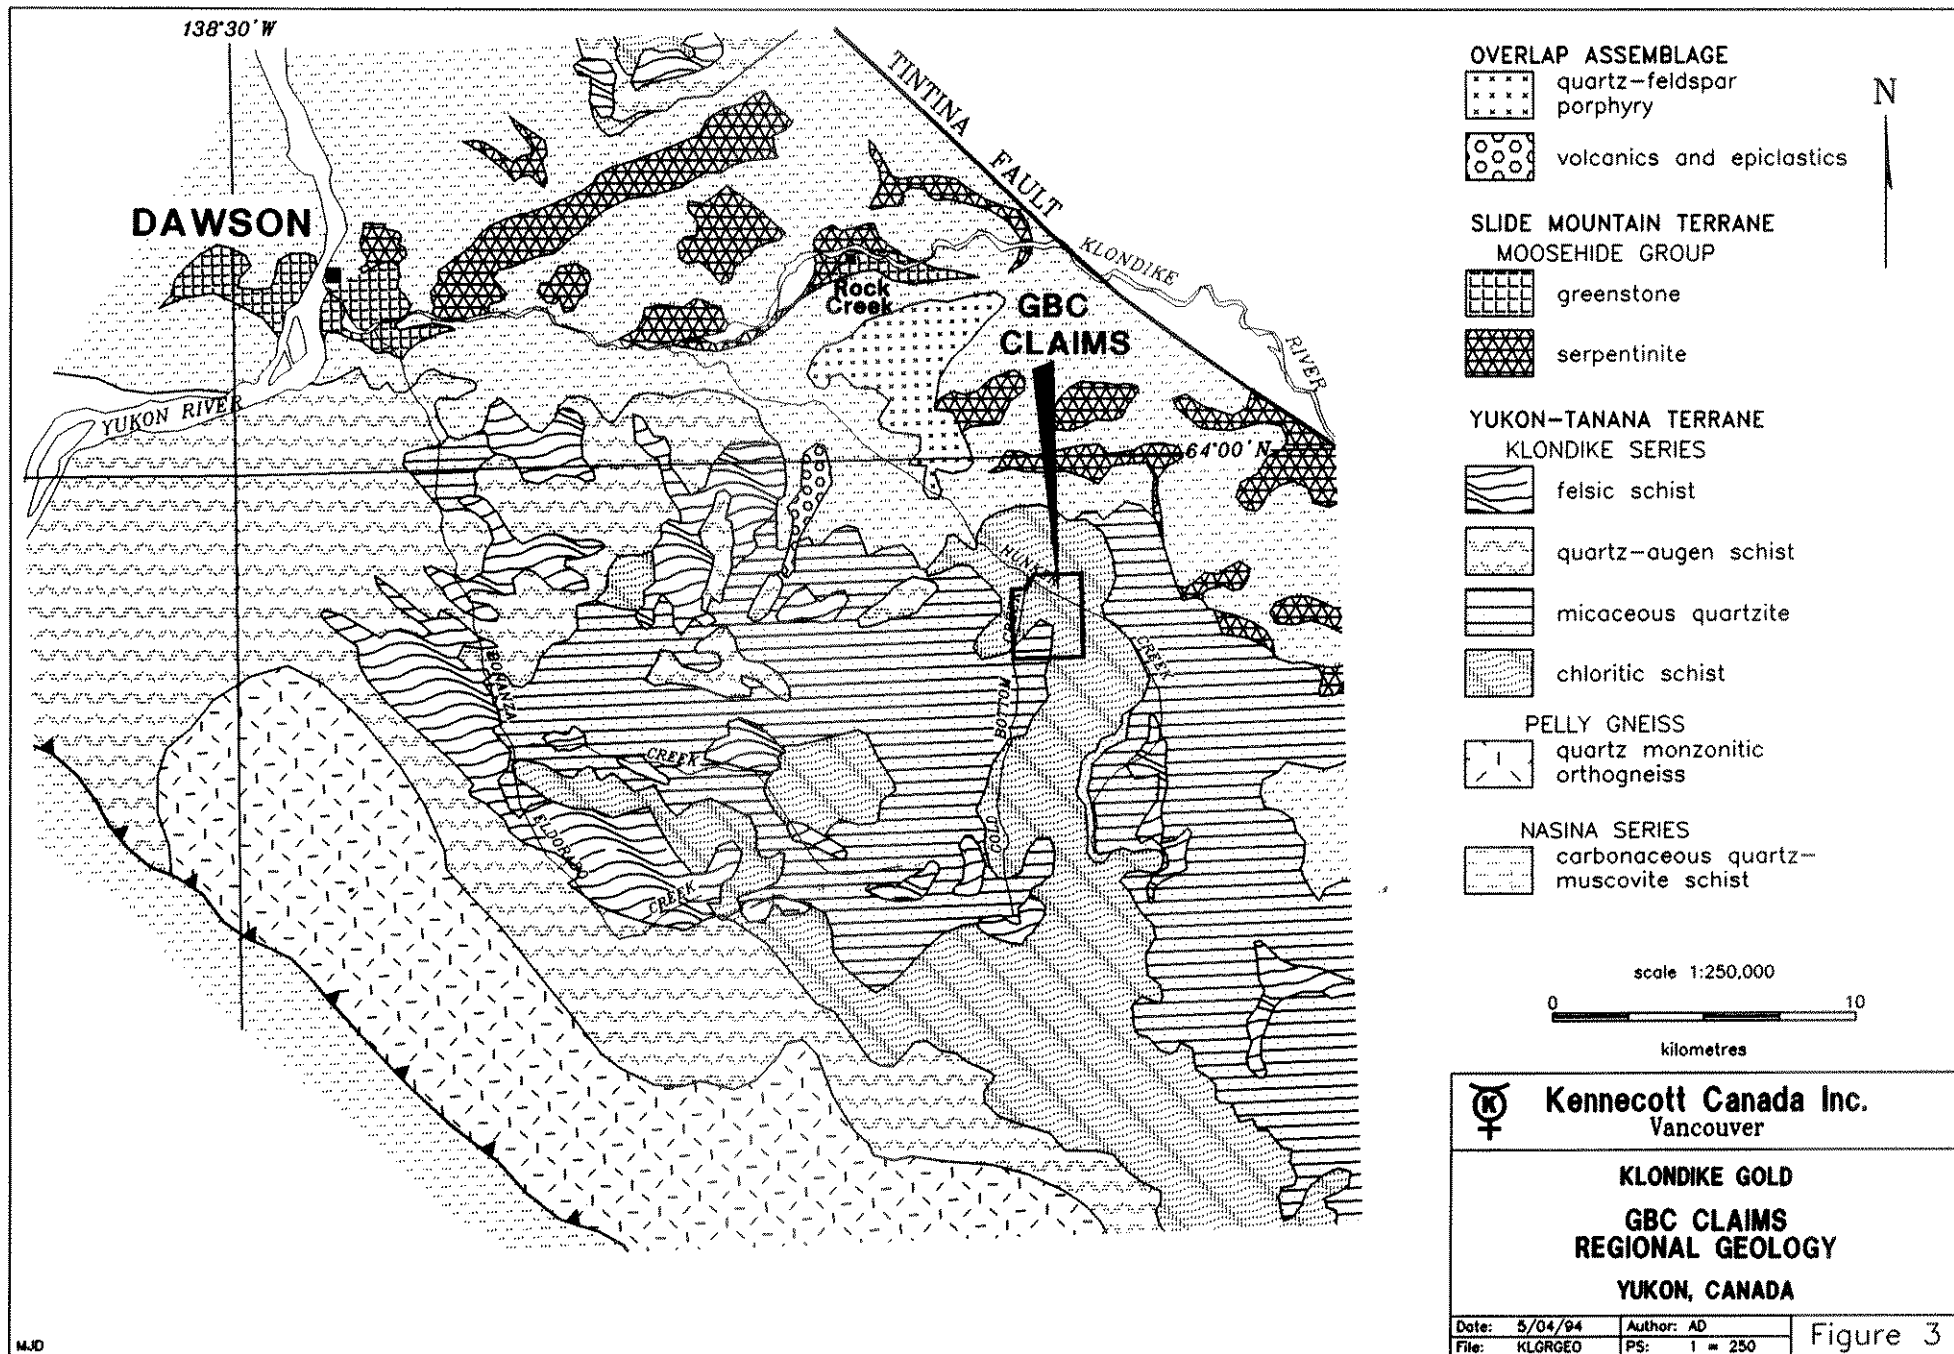 138°30' W
TINTINA
FAULT
DAWSON
KLONDIKE
RIVER
Rock
Creek
GBC
CLAIMS
YUKON RIVER
64°00' N
HUNKER
CREEK
BONANZA
CREEK
BOTTOM
GOLD
ELDORADO
CREEK
OVERLAP ASSEMBLAGE
quartz-feldspar
porphyry
volcanics and epiclastics
SLIDE MOUNTAIN TERRANE
MOOSEHIDE GROUP
greenstone
serpentinite
YUKON-TANANA TERRANE
KLONDIKE SERIES
felsic schist
quartz-augen schist
micaceous quartzite
chloritic schist
PELLY GNEISS
quartz monzonitic
orthogneiss
NASINA SERIES
carbonaceous quartz-
muscovite schist
N
scale 1:250,000
0 10
kilometres
K
Kennecott Canada Inc.
Vancouver
KLONDIKE GOLD
GBC CLAIMS
REGIONAL GEOLOGY
YUKON, CANADA
Date: 5/04/94 Author: AD
File: KLGRGEO PS: 1 = 250
Figure 3
MJD